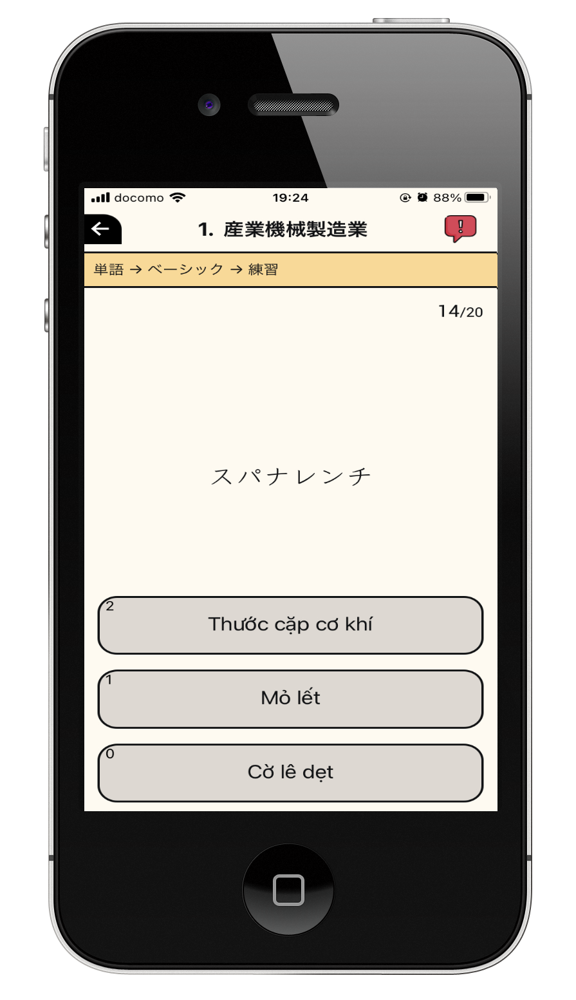 docomo 19:24 88%
1. 産業機械製造業 !
単語 → ベーシック → 練習
14/20
スパナレンチ
2
Thước cặp cơ khí
1
Mỏ lết
0
Cờ lê dẹt